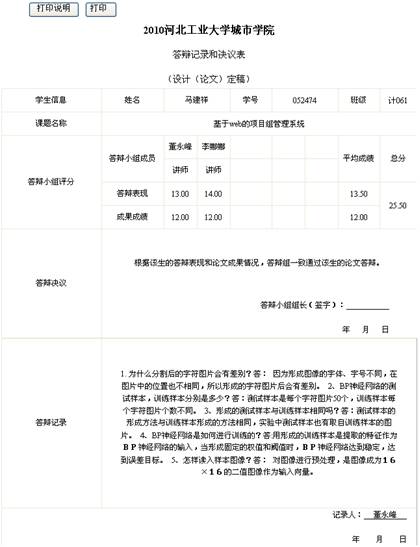 打印说明 打印
2010河北工业大学城市学院
答辩记录和决议表
（设计（论文）定稿）
学生信息 姓名 马建祥 学号 052474 班级 计061
课题名称 基于web的项目组管理系统
答辩小组评分 答辩小组成员 董永峰 李娜娜 平均成绩 总分
讲师 讲师
答辩表现 13.00 14.00 13.50 25.50
成果成绩 12.00 12.00 12.00
答辩决议
根据该生的答辩表现和论文成果情况，答辩组一致通过该生的论文答辩。
答辩小组组长（签字）：
年 月 日
答辩记录
1.为什么分割后的字符图片会有差别？答： 因为形成图像的字体、字号不同，在
图片中的位置也不相同，所以形成的字符图片后会有差别。 2、BP神经网络的测
试样本，训练样本分别是多少？答：测试样本是每个字符图片50个，训练样本每
个字符图片个数不同。 3、形成的测试样本与训练样本相同吗？答：测试样本的
形成方法与训练样本形成的方法相同，实验中测试样本也有取自训练样本的图
片。 4、BP神经网络是如何进行训练的？答：用形成的训练样本是提取的特征作为
ＢＰ神经网络的输入，当形成固定的权值和阈值时，ＢＰ神经网络达到稳定，达
到误差目标。 5、怎样读入样本图像？答： 对图像进行预处理，是图像成为１６
×１６的二值图像作为输入向量。
记录人： 董永峰
年 月 日